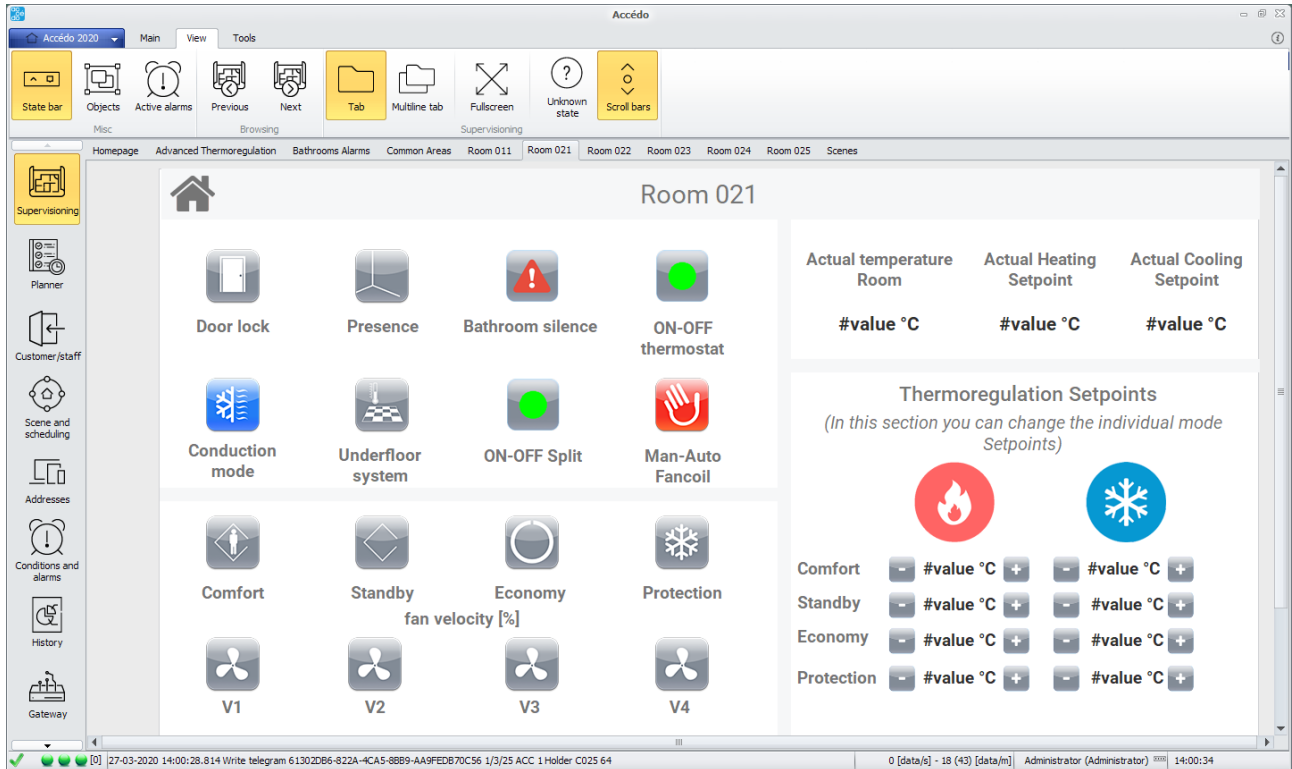 Accédo
Accédo 2020
Main
View
Tools
State bar
Objects
Active alarms
Previous
Next
Tab
Multiline tab
Fullscreen
Unknown
state
Scroll bars
Misc
Browsing
Supervisioning
Homepage
Advanced Thermoregulation
Bathrooms Alarms
Common Areas
Room 011
Room 021
Room 022
Room 023
Room 024
Room 025
Scenes
Supervisioning
Planner
Customer/staff
Scene and
scheduling
Addresses
Conditions and
alarms
History
Gateway
Room 021
Door lock
Presence
Bathroom silence
ON-OFF
thermostat
Conduction
mode
Underfloor
system
ON-OFF Split
Man-Auto
Fancoil
Comfort
Standby
Economy
Protection
fan velocity [%]
V1
V2
V3
V4
Actual temperature
Room
Actual Heating
Setpoint
Actual Cooling
Setpoint
#value °C
#value °C
#value °C
Thermoregulation Setpoints
(In this section you can change the individual mode
Setpoints)
Comfort - #value °C + - #value °C +
Standby - #value °C + - #value °C +
Economy - #value °C + - #value °C +
Protection - #value °C + - #value °C +
[0] 27-03-2020 14:00:28.814 Write telegram 61302DB6-822A-4CA5-8BB9-AA9FEDB70C56 1/3/25 ACC 1 Holder C025 64
0 [data/s] - 18 (43) [data/m]
Administrator (Administrator)
14:00:34